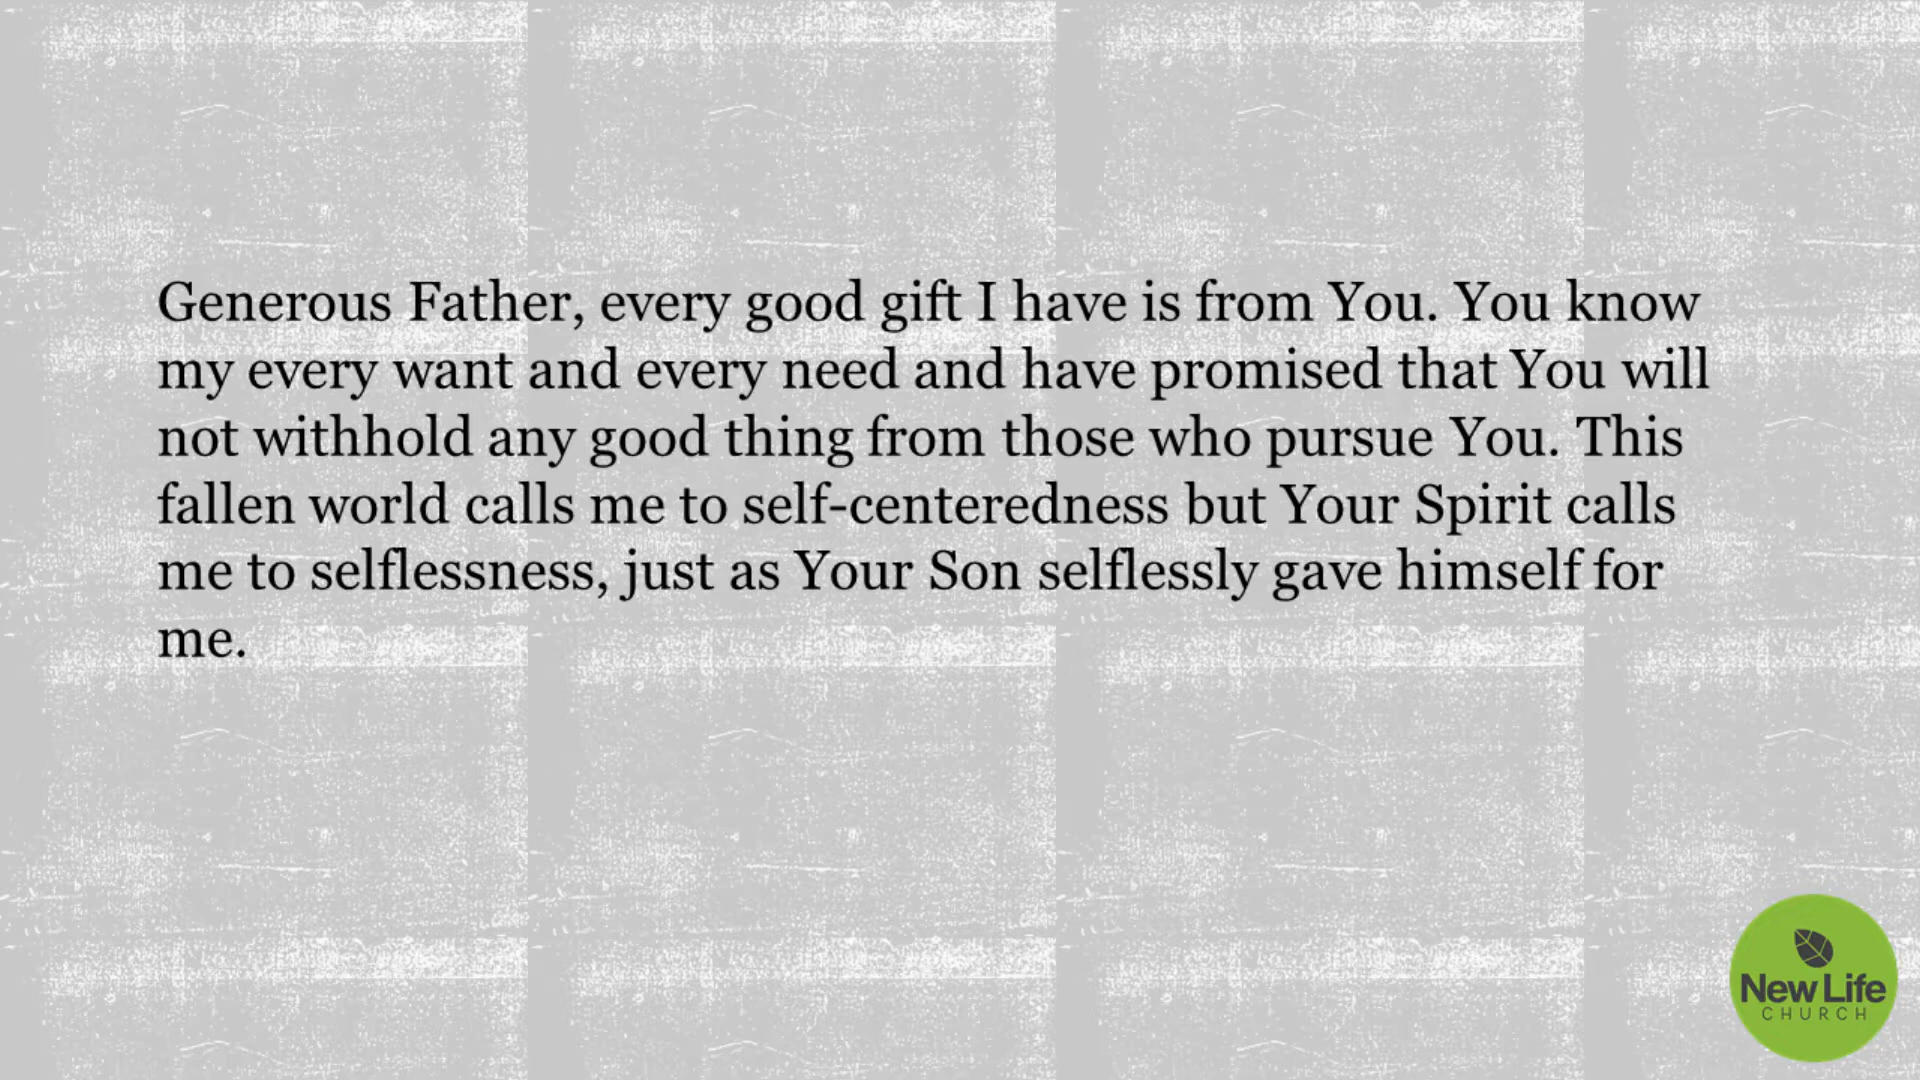 Generous Father, every good gift I have is from You. You know
my every want and every need and have promised that You will
not withhold any good thing from those who pursue You. This
fallen world calls me to self-centeredness but Your Spirit calls
me to selflessness, just as Your Son selflessly gave himself for
me.
New Life
CHURCH